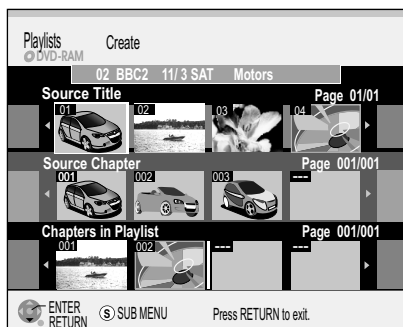 Playlists Create
DVD-RAM
02 BBC2 11/ 3 SAT Motors
Source Title Page 01/01
01 02 03 04
Source Chapter Page 001/001
001 002 003 ---
Chapters in Playlist Page 001/001
001 002 --- ---
ENTER
RETURN
S SUB MENU Press RETURN to exit.